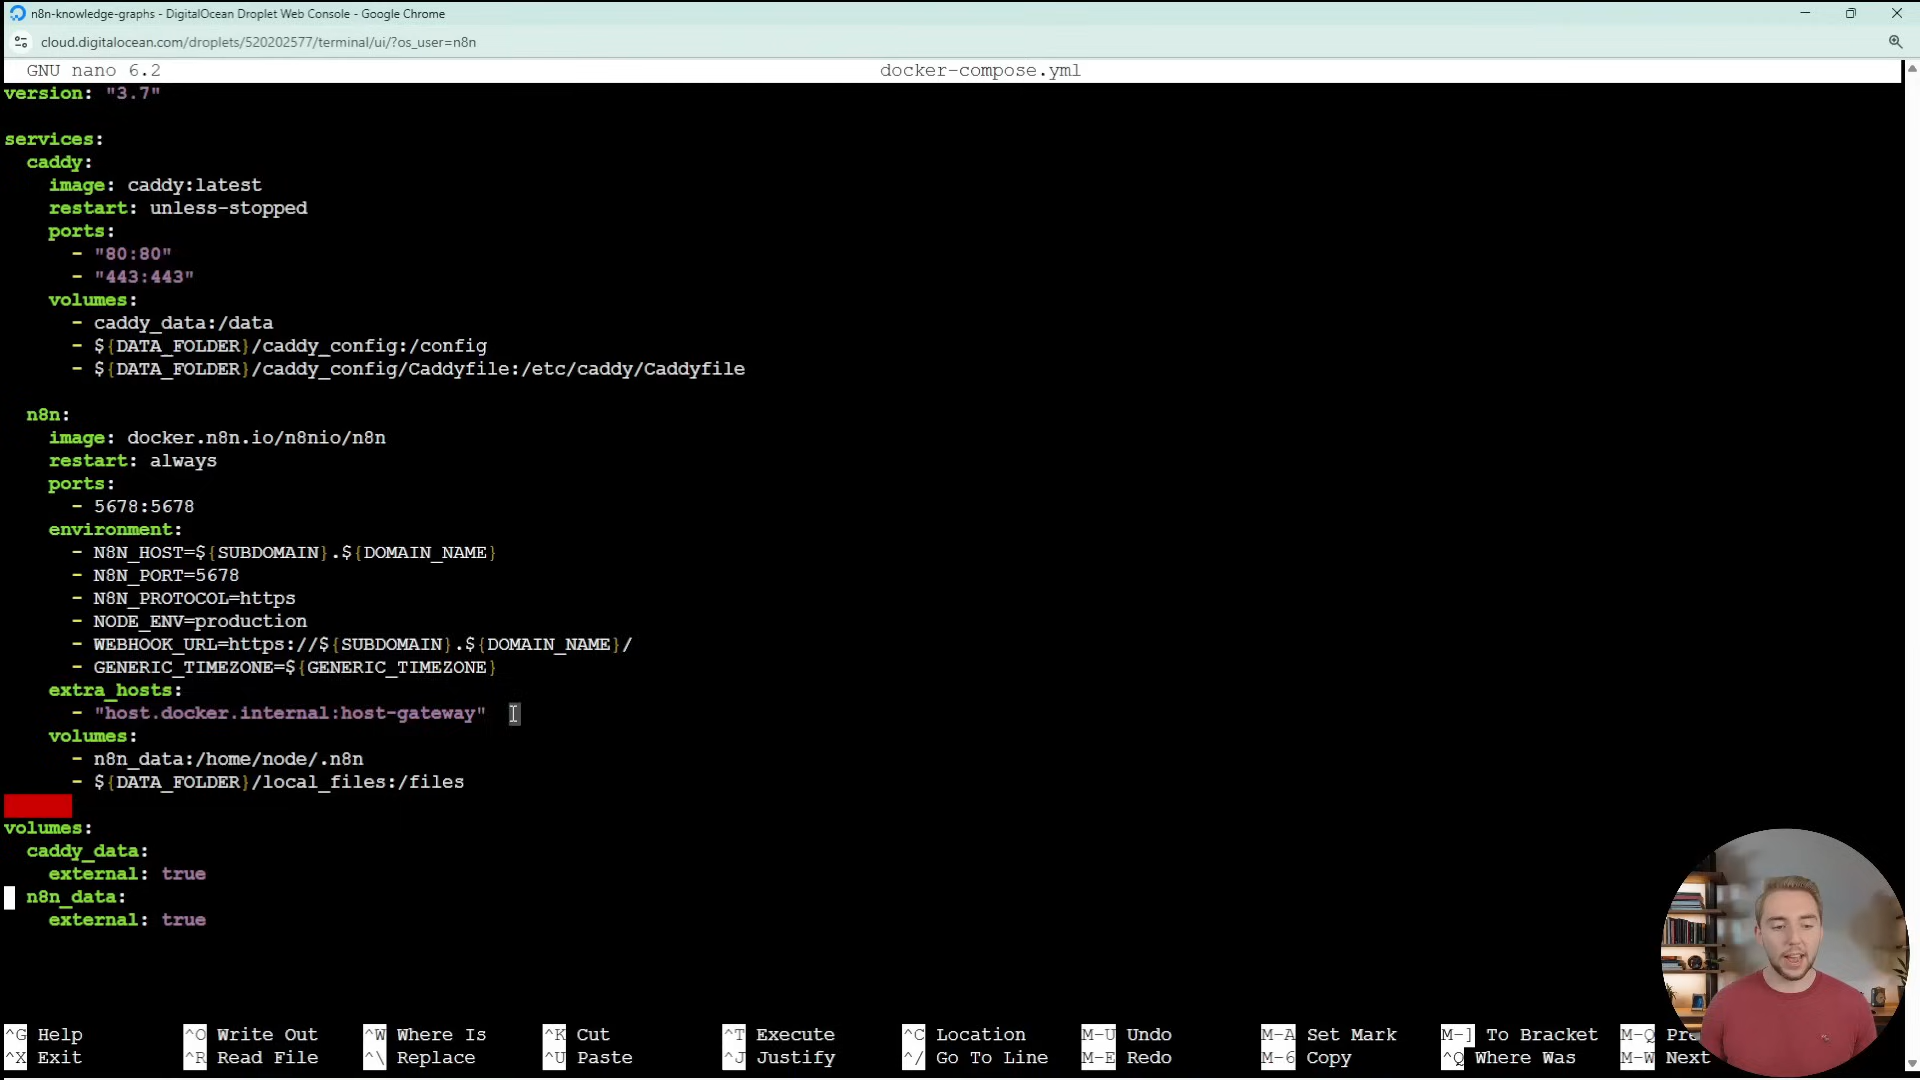 n8n-knowledge-graphs - DigitalOcean Droplet Web Console - Google Chrome
cloud.digitalocean.com/droplets/520202577/terminal/ui/?os_user=n8n
GNU nano 6.2 docker-compose.yml
version: "3.7"
services:
caddy:
image: caddy:latest
restart: unless-stopped
ports:
- "80:80"
- "443:443"
volumes:
- caddy_data:/data
- ${DATA_FOLDER}/caddy_config:/config
- ${DATA_FOLDER}/caddy_config/Caddyfile:/etc/caddy/Caddyfile
n8n:
image: docker.n8n.io/n8nio/n8n
restart: always
ports:
- 5678:5678
environment:
- N8N_HOST=${SUBDOMAIN}.${DOMAIN_NAME}
- N8N_PORT=5678
- N8N_PROTOCOL=https
- NODE_ENV=production
- WEBHOOK_URL=https://${SUBDOMAIN}.${DOMAIN_NAME}/
- GENERIC_TIMEZONE=${GENERIC_TIMEZONE}
extra_hosts:
- "host.docker.internal:host-gateway"
volumes:
- n8n_data:/home/node/.n8n
- ${DATA_FOLDER}/local_files:/files
volumes:
caddy_data:
external: true
n8n_data:
external: true
^G Help ^O Write Out ^W Where Is ^K Cut ^T Execute ^C Location M-U Undo M-A Set Mark M-] To Bracket M-Q
^X Exit ^R Read File ^\ Replace ^U Paste ^J Justify ^/ Go To Line M-E Redo M-6 Copy ^Q Where Was M-W Next